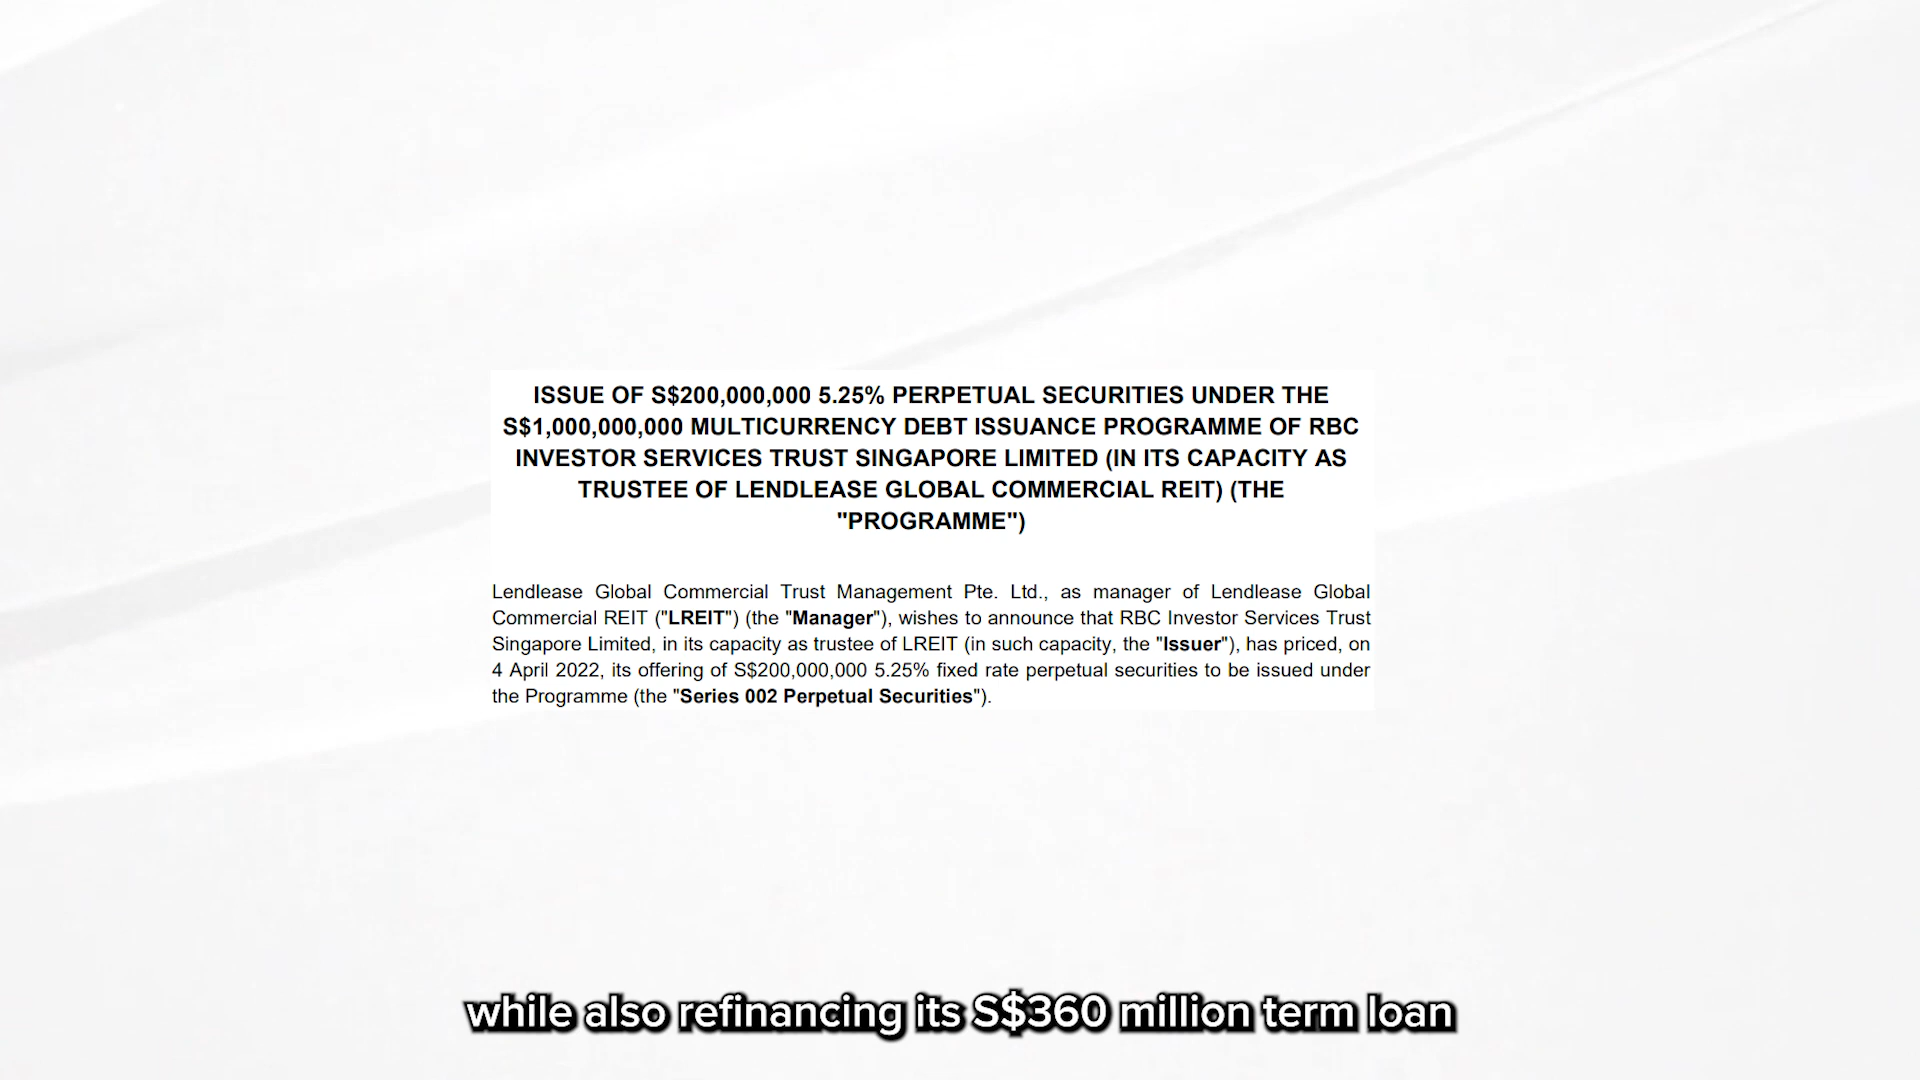 ISSUE OF S$200,000,000 5.25% PERPETUAL SECURITIES UNDER THE
S$1,000,000,000 MULTICURRENCY DEBT ISSUANCE PROGRAMME OF RBC
INVESTOR SERVICES TRUST SINGAPORE LIMITED (IN ITS CAPACITY AS
TRUSTEE OF LENDLEASE GLOBAL COMMERCIAL REIT) (THE
"PROGRAMME")
Lendlease Global Commercial Trust Management Pte. Ltd., as manager of Lendlease Global
Commercial REIT ("LREIT") (the "Manager"), wishes to announce that RBC Investor Services Trust
Singapore Limited, in its capacity as trustee of LREIT (in such capacity, the "Issuer"), has priced, on
4 April 2022, its offering of S$200,000,000 5.25% fixed rate perpetual securities to be issued under
the Programme (the "Series 002 Perpetual Securities").
while also refinancing its S$360 million term loan